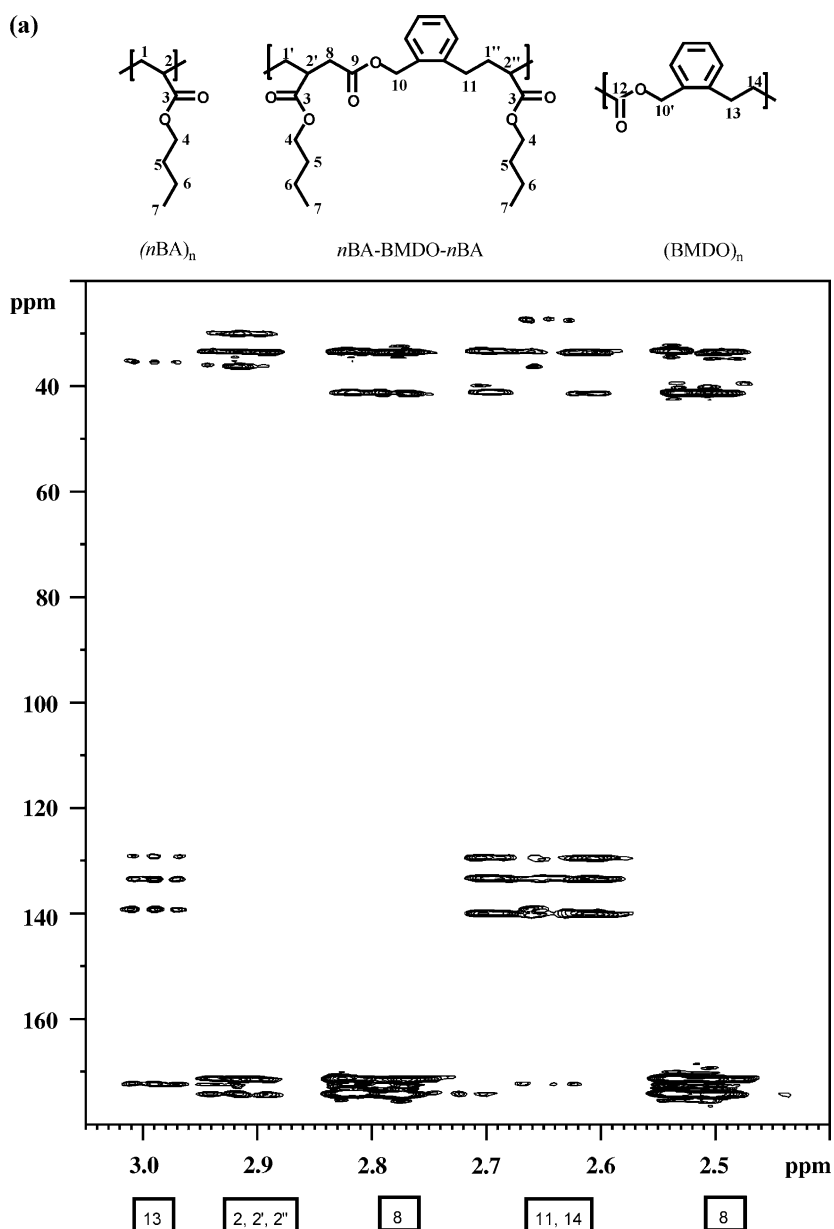 (a)
1 2 3 O O 4 5 6 7
1' 2' 8 9 O O 10 11 1'' 2'' 3 O O 4 5 6 7 3 O O 4 5 6 7
12 O O 10' 13 14
n
(nBA)n
nBA-BMDO-nBA
(BMDO)n
ppm
40
60
80
100
120
140
160
3.0 2.9 2.8 2.7 2.6 2.5 ppm
13 2, 2', 2" 8 11, 14 8